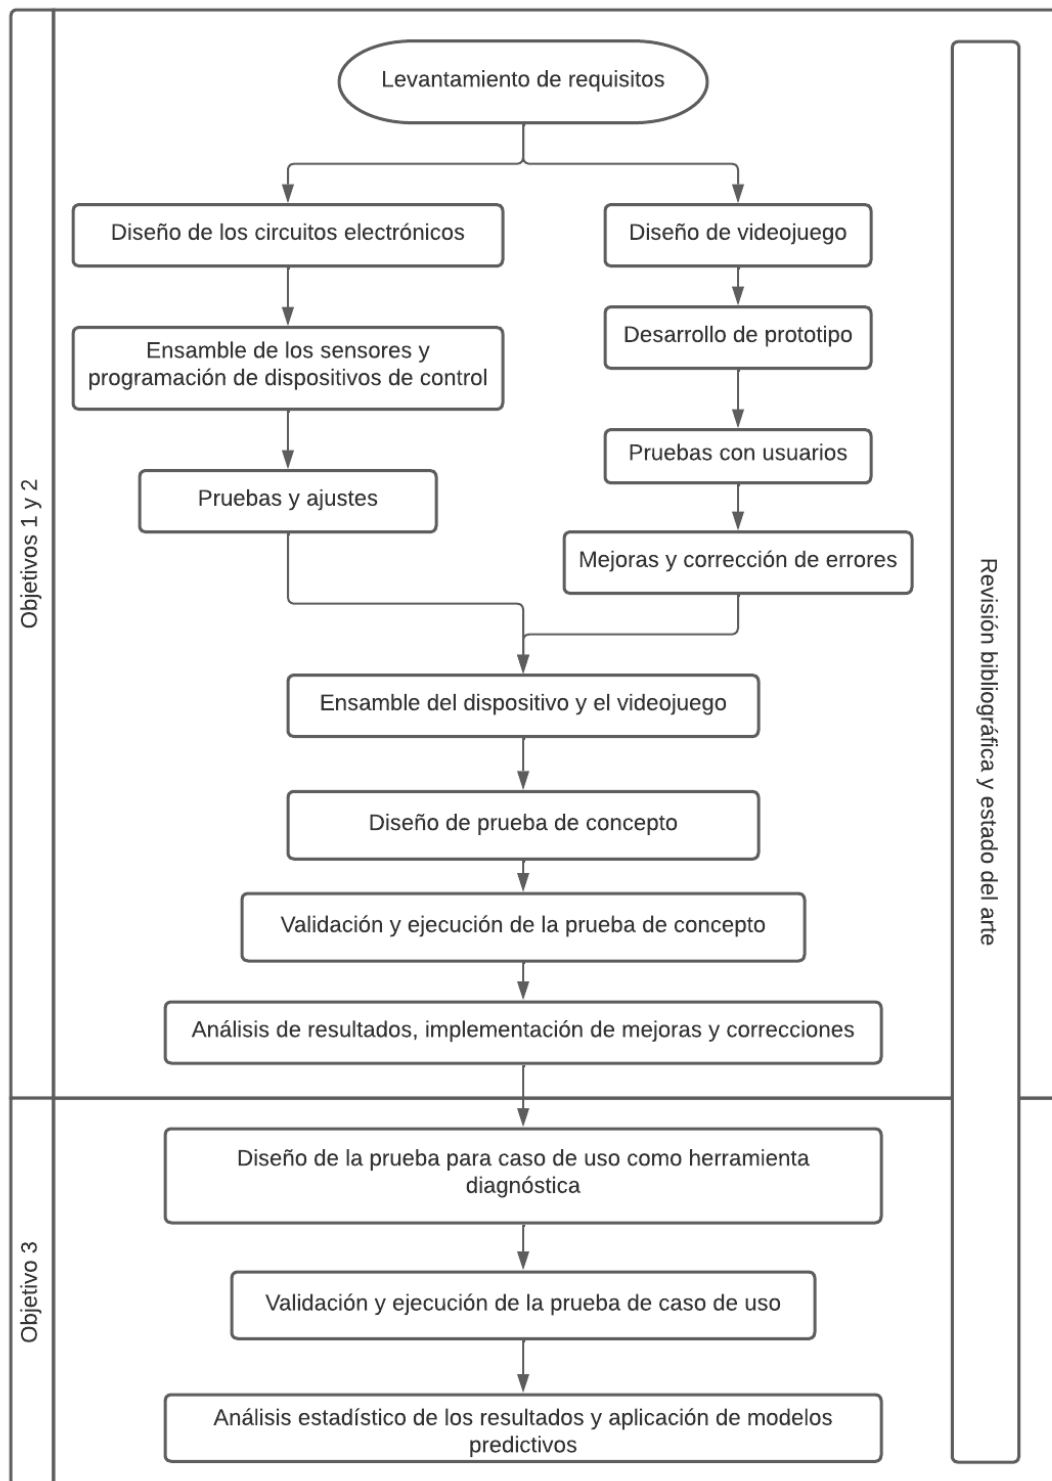 Levantamiento de requisitos
Diseño de los circuitos electrónicos
Diseño de videojuego
Ensamble de los sensores y
programación de dispositivos de control
Desarrollo de prototipo
Pruebas con usuarios
Pruebas y ajustes
Mejoras y corrección de errores
Ensamble del dispositivo y el videojuego
Diseño de prueba de concepto
Validación y ejecución de la prueba de concepto
Análisis de resultados, implementación de mejoras y correcciones
Objetivos 1 y 2
Revisión bibliográfica y estado del arte
Diseño de la prueba para caso de uso como herramienta
diagnóstica
Validación y ejecución de la prueba de caso de uso
Análisis estadístico de los resultados y aplicación de modelos
predictivos
Objetivo 3